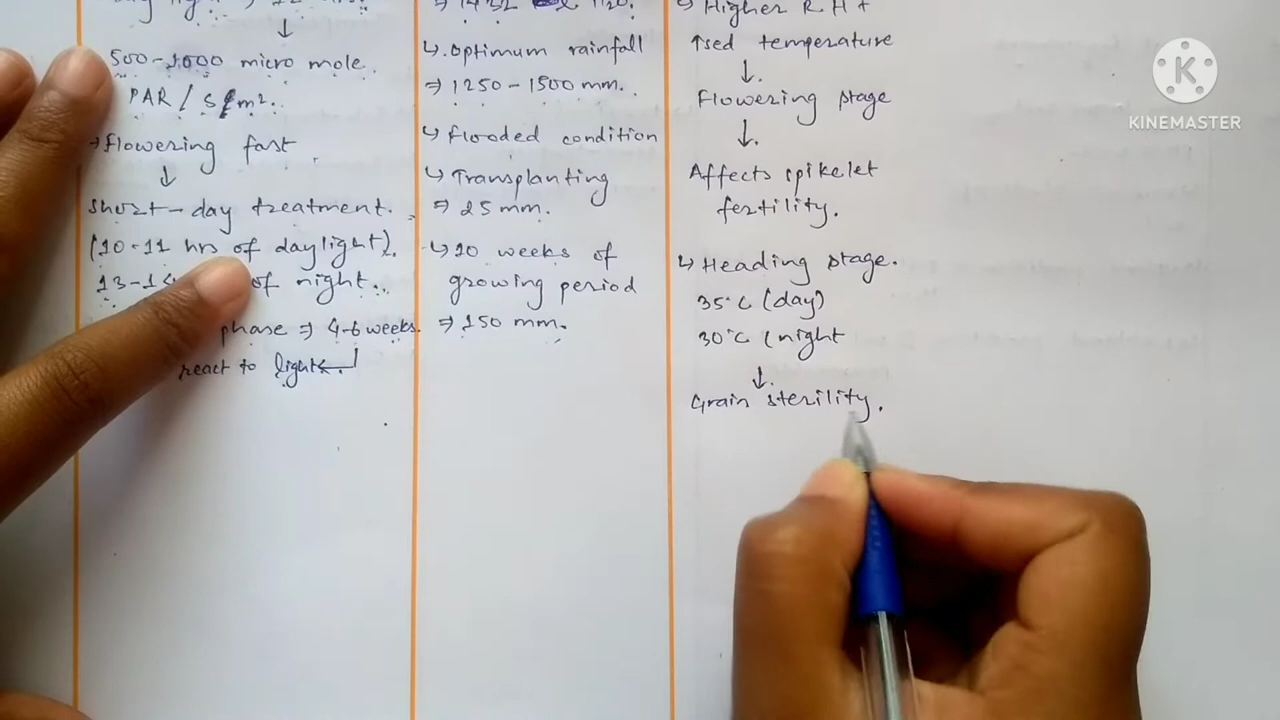 ↓
500-1000 micro mole
PAR / s/m².
→ flowering fast
↓
short-day treatment.
(10-11 hrs of daylight).
of night.
phase ⇒ 4-6 weeks.
react to light.
↳ Optimum rainfall
⇒ 1250-1500 mm.
↳ Flooded condition
↳ Transplanting
⇒ 25 mm.
↳ 20 weeks of
growing period
⇒ 150 mm.
↳ Higher R.H +
↑sed temperature
↓
Flowering stage
↓
Affects spikelet
fertility.
↳ Heading stage.
35°C (day)
30°C (night
↓
Grain sterility.
KINEMASTER